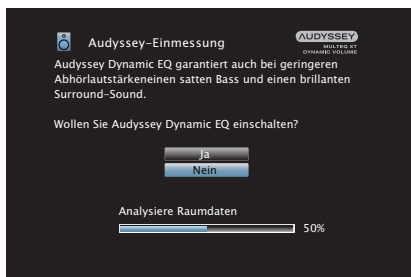 Audyssey-Einmessung
AUDYSSEY
MULTEQ XT
DYNAMIC VOLUME
Audyssey Dynamic EQ garantiert auch bei geringeren
Abhörlautstärkeneinen satten Bass und einen brillanten
Surround-Sound.
Wollen Sie Audyssey Dynamic EQ einschalten?
Ja
Nein
Analysiere Raumdaten
50%